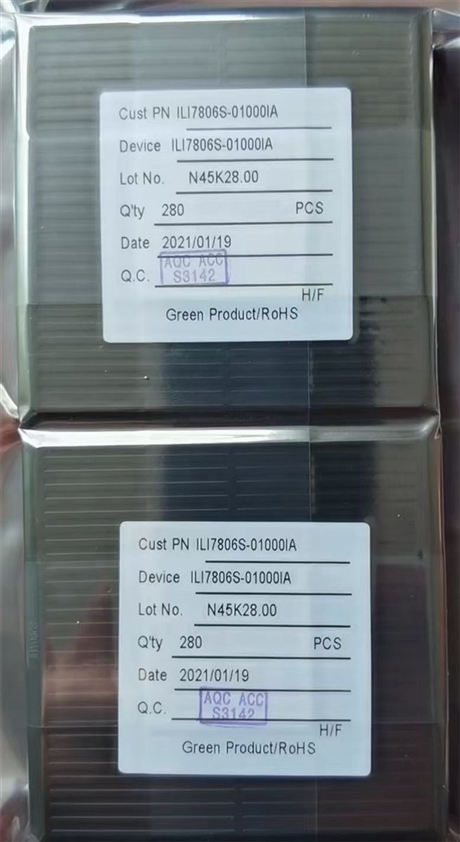 Cust PN ILI7806S-01000IA
Device ILI7806S-01000IA
Lot No. N45K28.00
Q'ty 280 PCS
Date 2021/01/19
Q.C. AQC ACC
S3142
H/F
Green Product/RoHS
Cust PN ILI7806S-01000IA
Device ILI7806S-01000IA
Lot No. N45K28.00
Q'ty 280 PCS
Date 2021/01/19
Q.C. AQC ACC
S3142
H/F
Green Product/RoHS